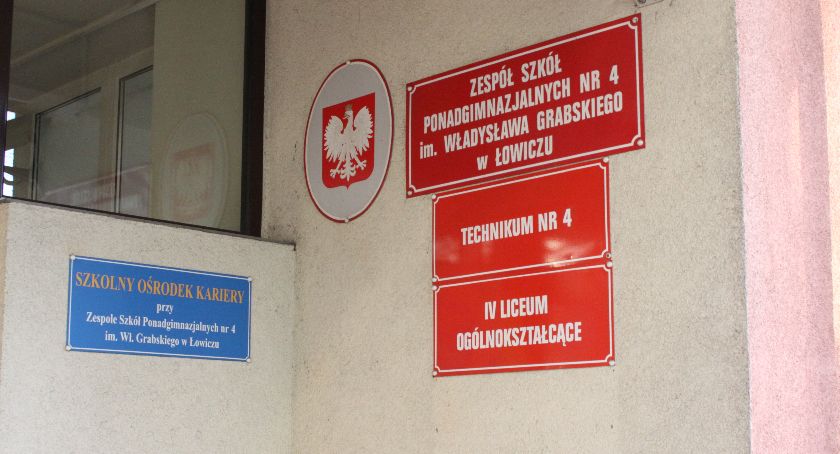 ZESPÓŁ SZKÓŁ
PONADGIMNAZJALNYCH NR 4
im. WŁADYSŁAWA GRABSKIEGO
w ŁOWICZU
TECHNIKUM NR 4
IV LICEUM
OGÓLNOKSZTAŁCĄCE
SZKOLNY OŚRODEK KARIERY
przy
Zespole Szkół Ponadgimnazjalnych nr 4
im. Wł. Grabskiego w Łowiczu